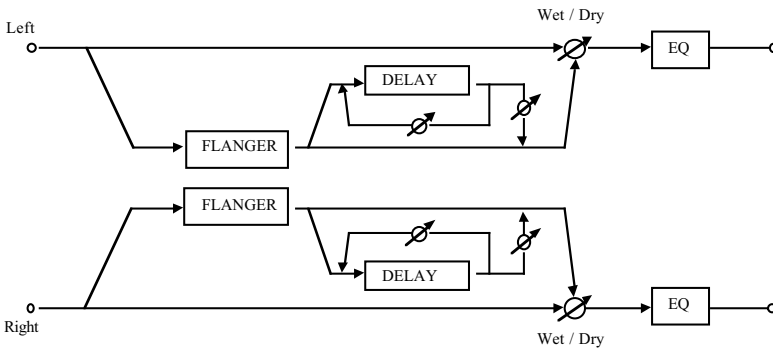 Wet / Dry
Left
EQ
DELAY
FLANGER
FLANGER
DELAY
EQ
Right
Wet / Dry